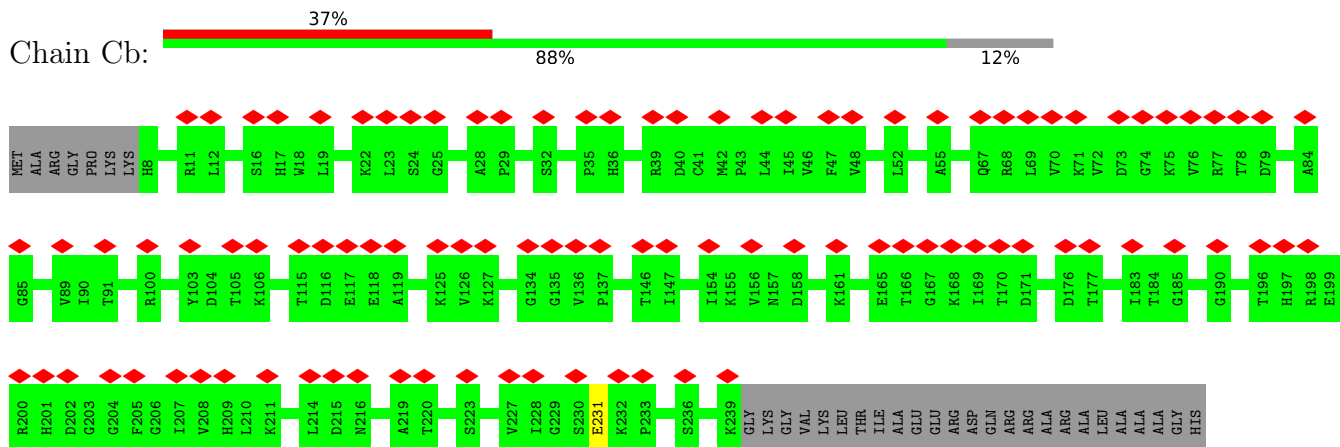 37%
Chain Cb:
88% 12%
MET ALA ARG GLY PRO LYS LYS H8 R11 L12 S16 H17 W18 L19 K22 L23 S24 G25 A28 P29 S32 P35 H36 R39 D40 C41 M42 P43 L44 I45 V46 F47 V48 L52 A55 Q67 R68 L69 V70 K71 V72 D73 G74 K75 V76 R77 T78 D79 A84
G85 V89 I90 T91 R100 Y103 D104 T105 K106 T115 D116 E117 E118 A119 K125 V126 K127 G134 G135 V136 P137 T146 I147 I154 K155 V156 N157 D158 K161 E165 T166 G167 K168 I169 T170 D171 D176 T177 I183 T184 G185 G190 T196 H197 R198 E199
R200 H201 D202 G203 G204 F205 G206 I207 V208 H209 L210 K211 L214 D215 N216 A219 T220 S223 V227 I228 G229 S230 E231 K232 P233 S236 K239 GLY LYS GLY VAL LYS LEU THR ILE ALA GLU GLU ARG ASP GLN ARG ARG ALA ARG ALA LEU ALA ALA ALA GLY HIS